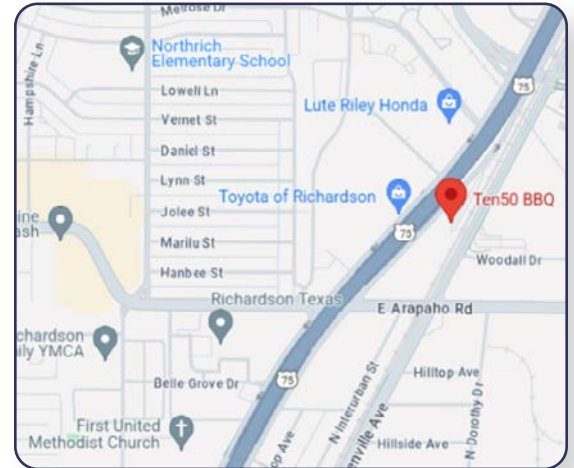 Melrose Dr
Northrich
Elementary School
Hampshire Ln
75
Lowell Ln
Lute Riley Honda
Vernet St
Daniel St
Lynn St
Toyota of Richardson
Ten50 BBQ
Jolee St
75
Marilu St
Woodall Dr
Hanbee St
Richardson Texas
E Arapaho Rd
Belle Grove Dr
75
Hilltop Ave
N Interurban St
N Dorothy Dr
First United
Methodist Church
Hillside Ave